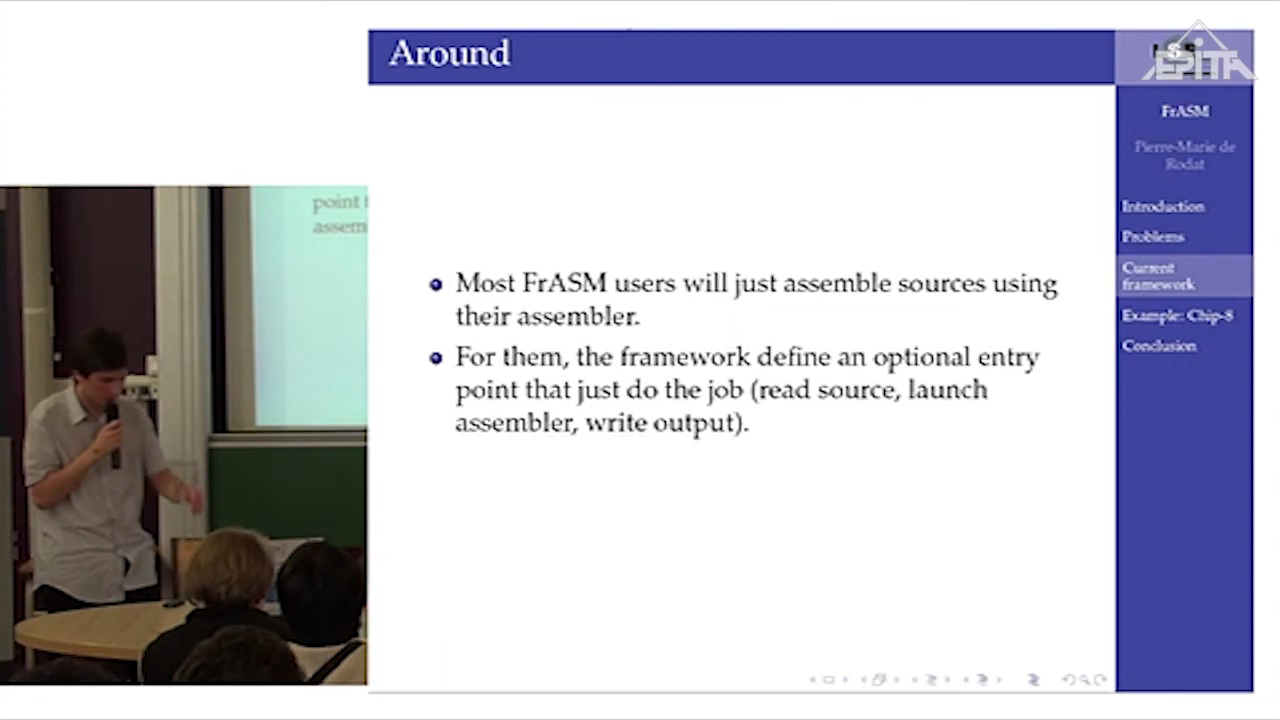 Around
EPITA
FrASM
Pierre-Marie de
Rodat
Introduction
Problems
Current
framework
Example: Chip-8
Conclusion
Most FrASM users will just assemble sources using
their assembler.
For them, the framework define an optional entry
point that just do the job (read source, launch
assembler, write output).
point
assem